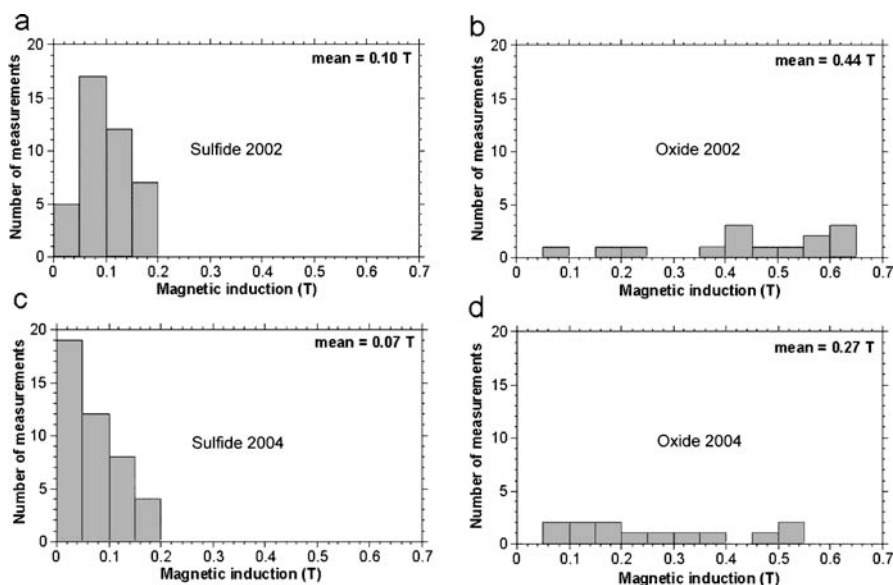 a
20
15
10
5
0
Number of measurements
mean = 0.10 T
Sulfide 2002
0 0.1 0.2 0.3 0.4 0.5 0.6 0.7
Magnetic induction (T)
b
20
15
10
5
0
Number of measurements
mean = 0.44 T
Oxide 2002
0 0.1 0.2 0.3 0.4 0.5 0.6 0.7
Magnetic induction (T)
c
20
15
10
5
0
Number of measurements
mean = 0.07 T
Sulfide 2004
0 0.1 0.2 0.3 0.4 0.5 0.6 0.7
Magnetic induction (T)
d
20
15
10
5
0
Number of measurements
mean = 0.27 T
Oxide 2004
0 0.1 0.2 0.3 0.4 0.5 0.6 0.7
Magnetic induction (T)